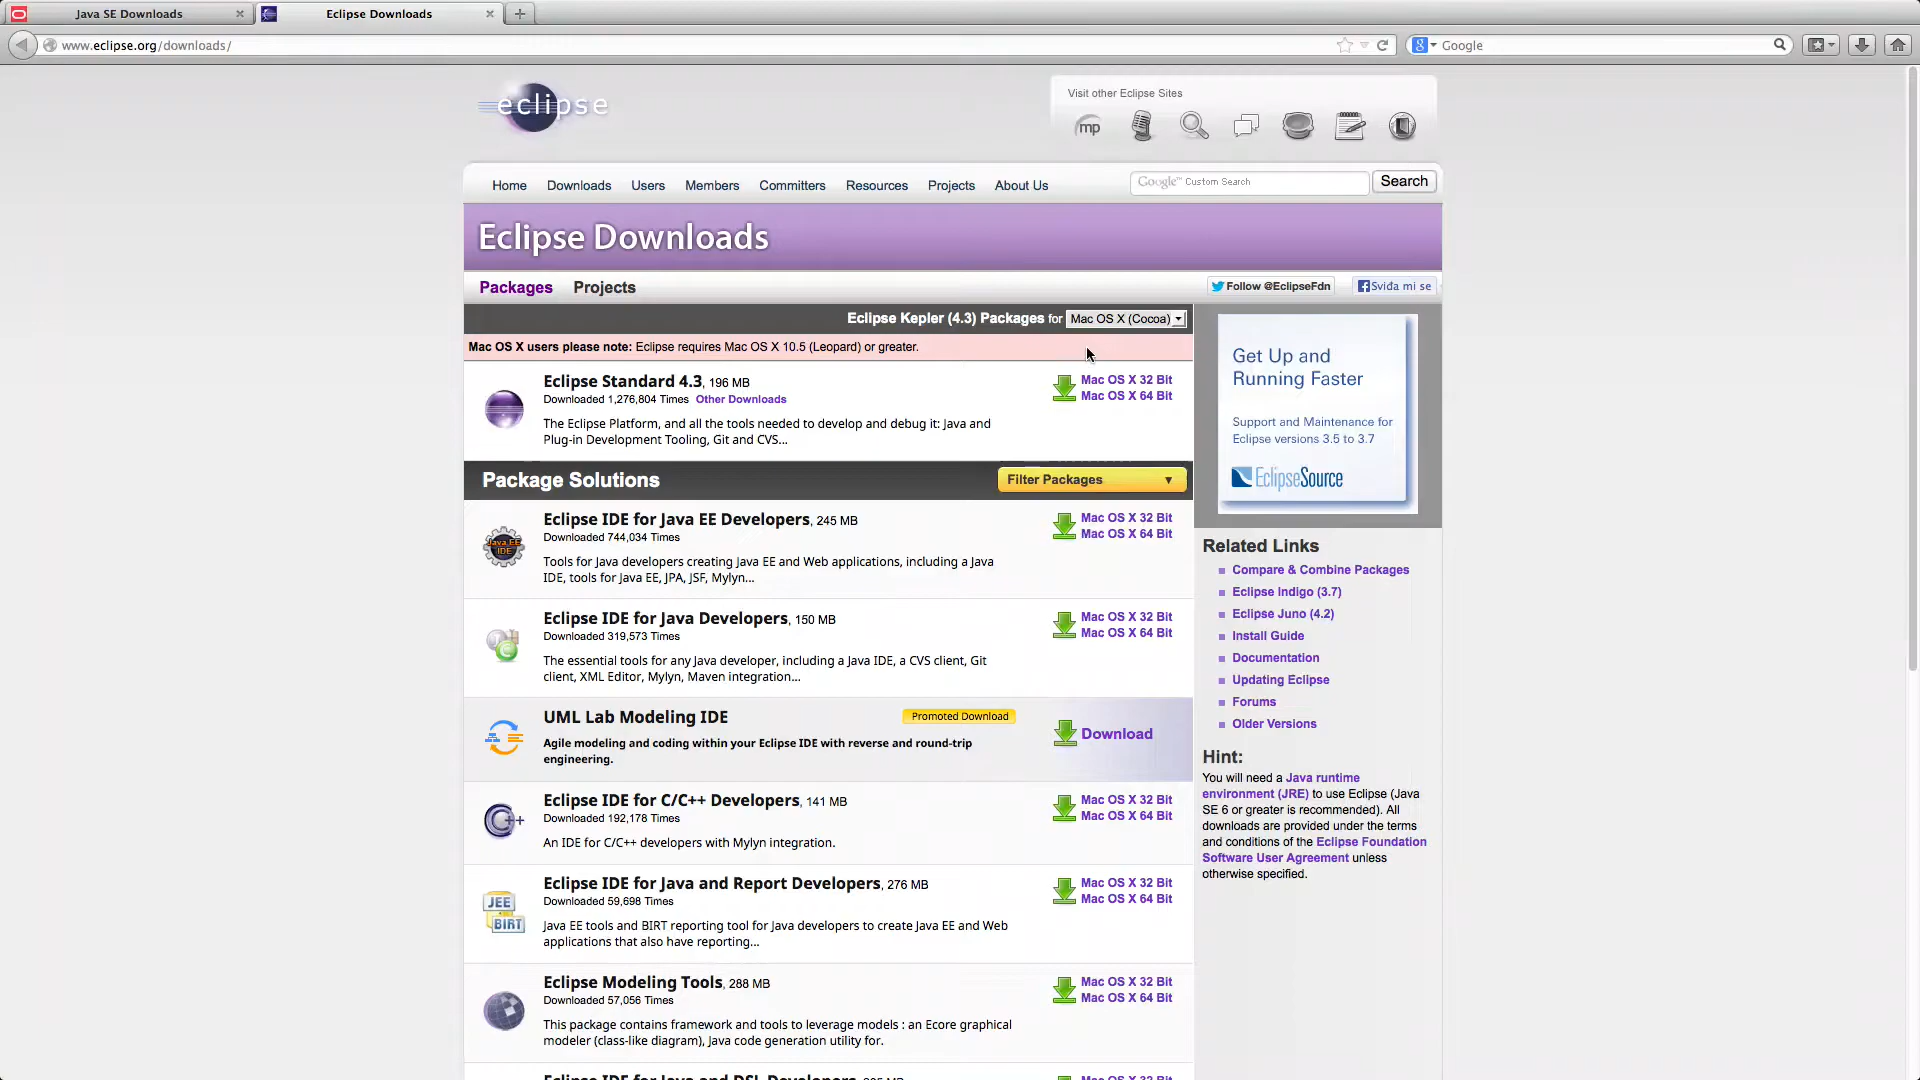 Java SE Downloads
Eclipse Downloads
www.eclipse.org/downloads/
Google
eclipse
Visit other Eclipse Sites
mp
Home Downloads Users Members Committers Resources Projects About Us
Google™ Custom Search
Search
Eclipse Downloads
Packages Projects
Follow @EclipseFdn
Sviđa mi se
Eclipse Kepler (4.3) Packages for Mac OS X (Cocoa)
Mac OS X users please note: Eclipse requires Mac OS X 10.5 (Leopard) or greater.
Eclipse Standard 4.3, 196 MB
Downloaded 1,276,804 Times Other Downloads
The Eclipse Platform, and all the tools needed to develop and debug it: Java and
Plug-in Development Tooling, Git and CVS...
Mac OS X 32 Bit
Mac OS X 64 Bit
Package Solutions
Filter Packages
Eclipse IDE for Java EE Developers, 245 MB
Downloaded 744,034 Times
Tools for Java developers creating Java EE and Web applications, including a Java
IDE, tools for Java EE, JPA, JSF, Mylyn...
Java EE
IDE
Mac OS X 32 Bit
Mac OS X 64 Bit
Eclipse IDE for Java Developers, 150 MB
Downloaded 319,573 Times
The essential tools for any Java developer, including a Java IDE, a CVS client, Git
client, XML Editor, Mylyn, Maven integration...
Mac OS X 32 Bit
Mac OS X 64 Bit
UML Lab Modeling IDE
Promoted Download
Agile modeling and coding within your Eclipse IDE with reverse and round-trip
engineering.
Download
Eclipse IDE for C/C++ Developers, 141 MB
Downloaded 192,178 Times
An IDE for C/C++ developers with Mylyn integration.
C++
Mac OS X 32 Bit
Mac OS X 64 Bit
Eclipse IDE for Java and Report Developers, 276 MB
Downloaded 59,698 Times
Java EE tools and BIRT reporting tool for Java developers to create Java EE and Web
applications that also have reporting...
JEE
BIRT
Mac OS X 32 Bit
Mac OS X 64 Bit
Eclipse Modeling Tools, 288 MB
Downloaded 57,056 Times
This package contains framework and tools to leverage models : an Ecore graphical
modeler (class-like diagram), Java code generation utility for.
Mac OS X 32 Bit
Mac OS X 64 Bit
Eclipse IDE for Java and DSL Developers
Mac OS X 32 Bit
Get Up and
Running Faster
Support and Maintenance for
Eclipse versions 3.5 to 3.7
EclipseSource
Related Links
Compare & Combine Packages
Eclipse Indigo (3.7)
Eclipse Juno (4.2)
Install Guide
Documentation
Updating Eclipse
Forums
Older Versions
Hint:
You will need a Java runtime
environment (JRE) to use Eclipse (Java
SE 6 or greater is recommended). All
downloads are provided under the terms
and conditions of the Eclipse Foundation
Software User Agreement unless
otherwise specified.